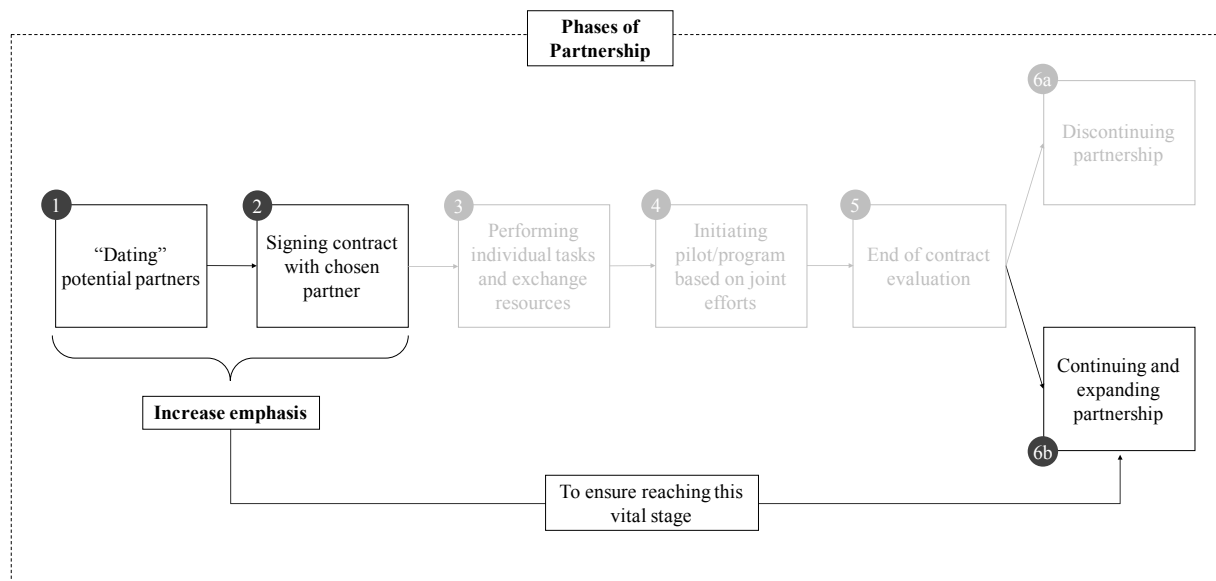 Phases of
Partnership
6a
Discontinuing
partnership
1
“Dating”
potential partners
2
Signing contract
with chosen
partner
3
Performing
individual tasks
and exchange
resources
4
Initiating
pilot/program
based on joint
efforts
5
End of contract
evaluation
Continuing and
expanding
partnership
6b
Increase emphasis
To ensure reaching this
vital stage